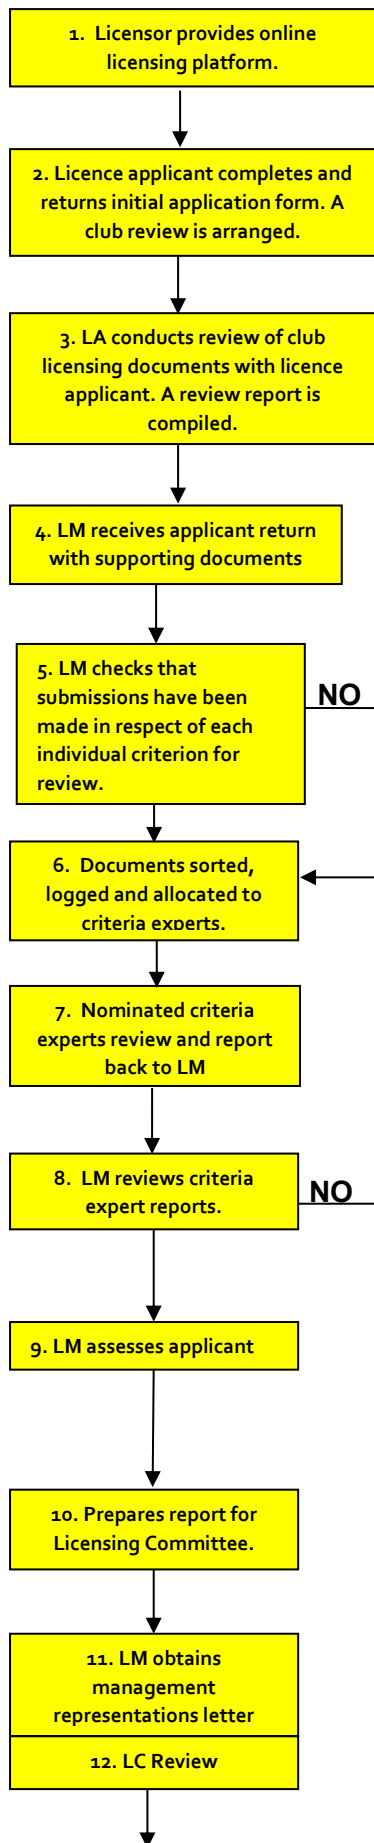 1. Licensor provides online
licensing platform.
2. Licence applicant completes and
returns initial application form. A
club review is arranged.
3. LA conducts review of club
licensing documents with licence
applicant. A review report is
compiled.
4. LM receives applicant return
with supporting documents
5. LM checks that
submissions have been
made in respect of each
individual criterion for
review.
NO
6. Documents sorted,
logged and allocated to
criteria experts.
7. Nominated criteria
experts review and report
back to LM
8. LM reviews criteria
expert reports.
NO
9. LM assesses applicant
10. Prepares report for
Licensing Committee.
11. LM obtains
management
representations letter
12. LC Review